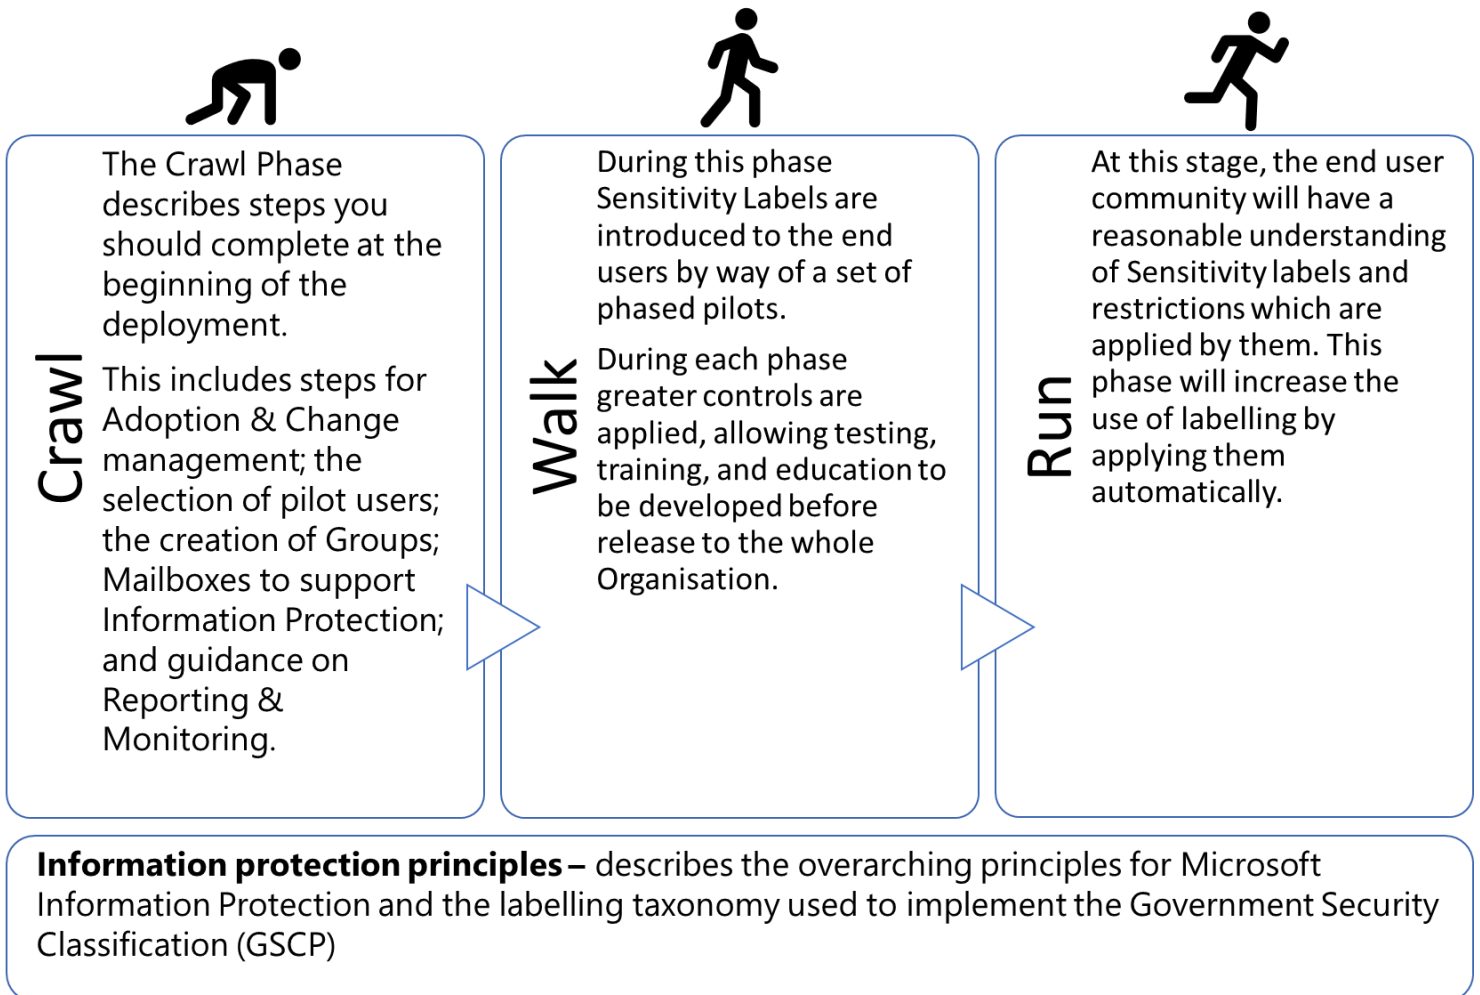 Crawl
The Crawl Phase
describes steps you
should complete at the
beginning of the
deployment.
This includes steps for
Adoption & Change
management; the
selection of pilot users;
the creation of Groups;
Mailboxes to support
Information Protection;
and guidance on
Reporting &
Monitoring.
Walk
During this phase
Sensitivity Labels are
introduced to the end
users by way of a set of
phased pilots.
During each phase
greater controls are
applied, allowing testing,
training, and education to
be developed before
release to the whole
Organisation.
Run
At this stage, the end user
community will have a
reasonable understanding
of Sensitivity labels and
restrictions which are
applied by them. This
phase will increase the
use of labelling by
applying them
automatically.
Information protection principles – describes the overarching principles for Microsoft
Information Protection and the labelling taxonomy used to implement the Government Security
Classification (GSCP)